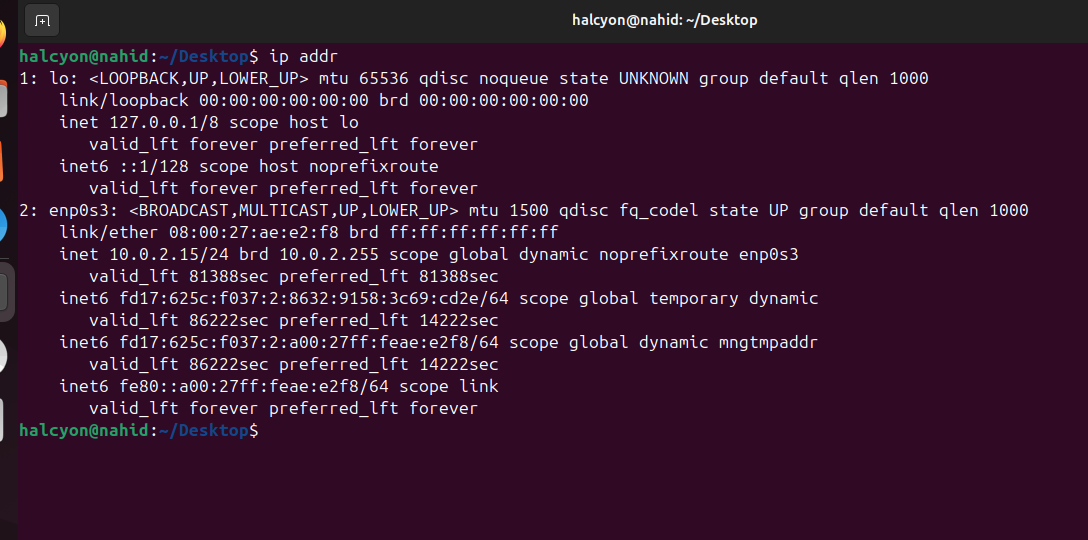 halcyon@nahid: ~/Desktop
halcyon@nahid:~/Desktop$ ip addr
1: lo: <LOOPBACK,UP,LOWER_UP> mtu 65536 qdisc noqueue state UNKNOWN group default qlen 1000
    link/loopback 00:00:00:00:00:00 brd 00:00:00:00:00:00
    inet 127.0.0.1/8 scope host lo
       valid_lft forever preferred_lft forever
    inet6 ::1/128 scope host noprefixroute
       valid_lft forever preferred_lft forever
2: enp0s3: <BROADCAST,MULTICAST,UP,LOWER_UP> mtu 1500 qdisc fq_codel state UP group default qlen 1000
    link/ether 08:00:27:ae:e2:f8 brd ff:ff:ff:ff:ff:ff
    inet 10.0.2.15/24 brd 10.0.2.255 scope global dynamic noprefixroute enp0s3
       valid_lft 81388sec preferred_lft 81388sec
    inet6 fd17:625c:f037:2:8632:9158:3c69:cd2e/64 scope global temporary dynamic
       valid_lft 86222sec preferred_lft 14222sec
    inet6 fd17:625c:f037:2:a00:27ff:feae:e2f8/64 scope global dynamic mngtmpaddr
       valid_lft 86222sec preferred_lft 14222sec
    inet6 fe80::a00:27ff:feae:e2f8/64 scope link
       valid_lft forever preferred_lft forever
halcyon@nahid:~/Desktop$